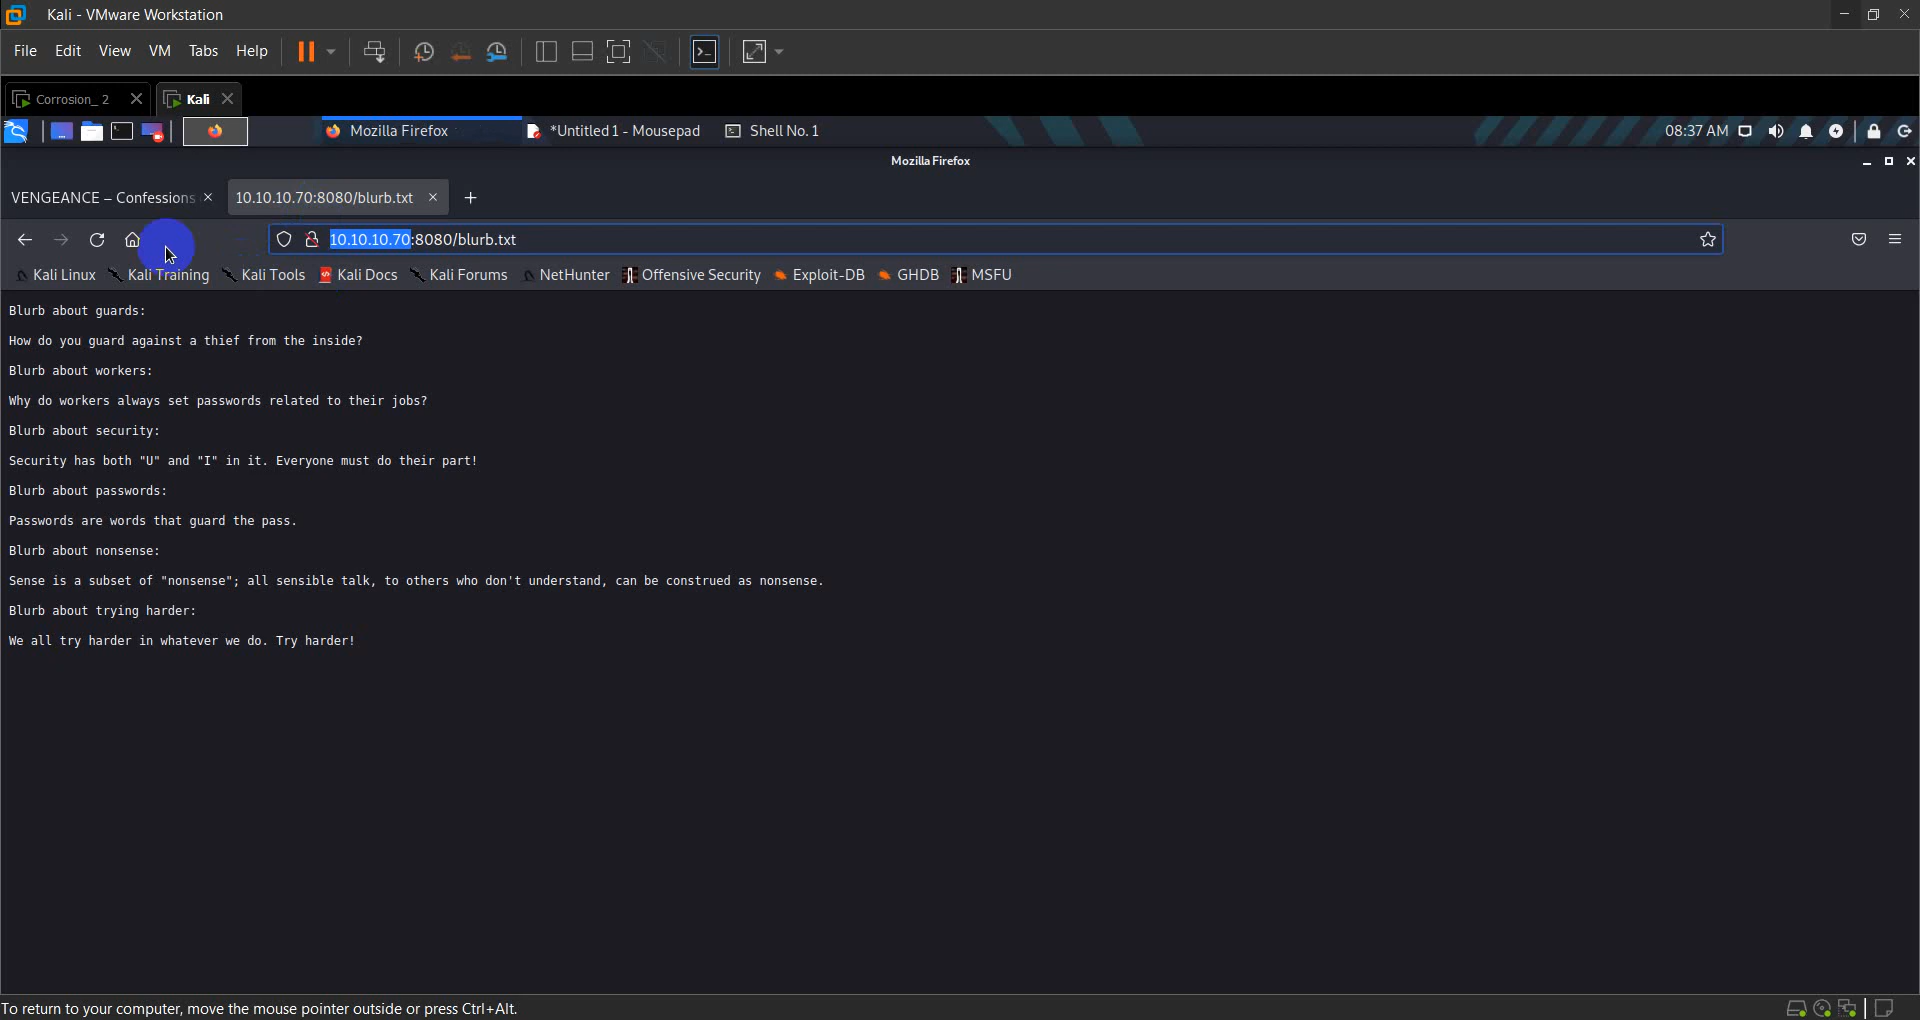 Kali - VMware Workstation
File Edit View VM Tabs Help
Corrosion_ 2 Kali
Mozilla Firefox *Untitled 1 - Mousepad Shell No. 1 08:37 AM
Mozilla Firefox
VENGEANCE – Confessions 10.10.10.70:8080/blurb.txt
10.10.10.70:8080/blurb.txt
Kali Linux Kali Training Kali Tools Kali Docs Kali Forums NetHunter Offensive Security Exploit-DB GHDB MSFU
Blurb about guards:
How do you guard against a thief from the inside?
Blurb about workers:
Why do workers always set passwords related to their jobs?
Blurb about security:
Security has both "U" and "I" in it. Everyone must do their part!
Blurb about passwords:
Passwords are words that guard the pass.
Blurb about nonsense:
Sense is a subset of "nonsense"; all sensible talk, to others who don't understand, can be construed as nonsense.
Blurb about trying harder:
We all try harder in whatever we do. Try harder!
To return to your computer, move the mouse pointer outside or press Ctrl+Alt.